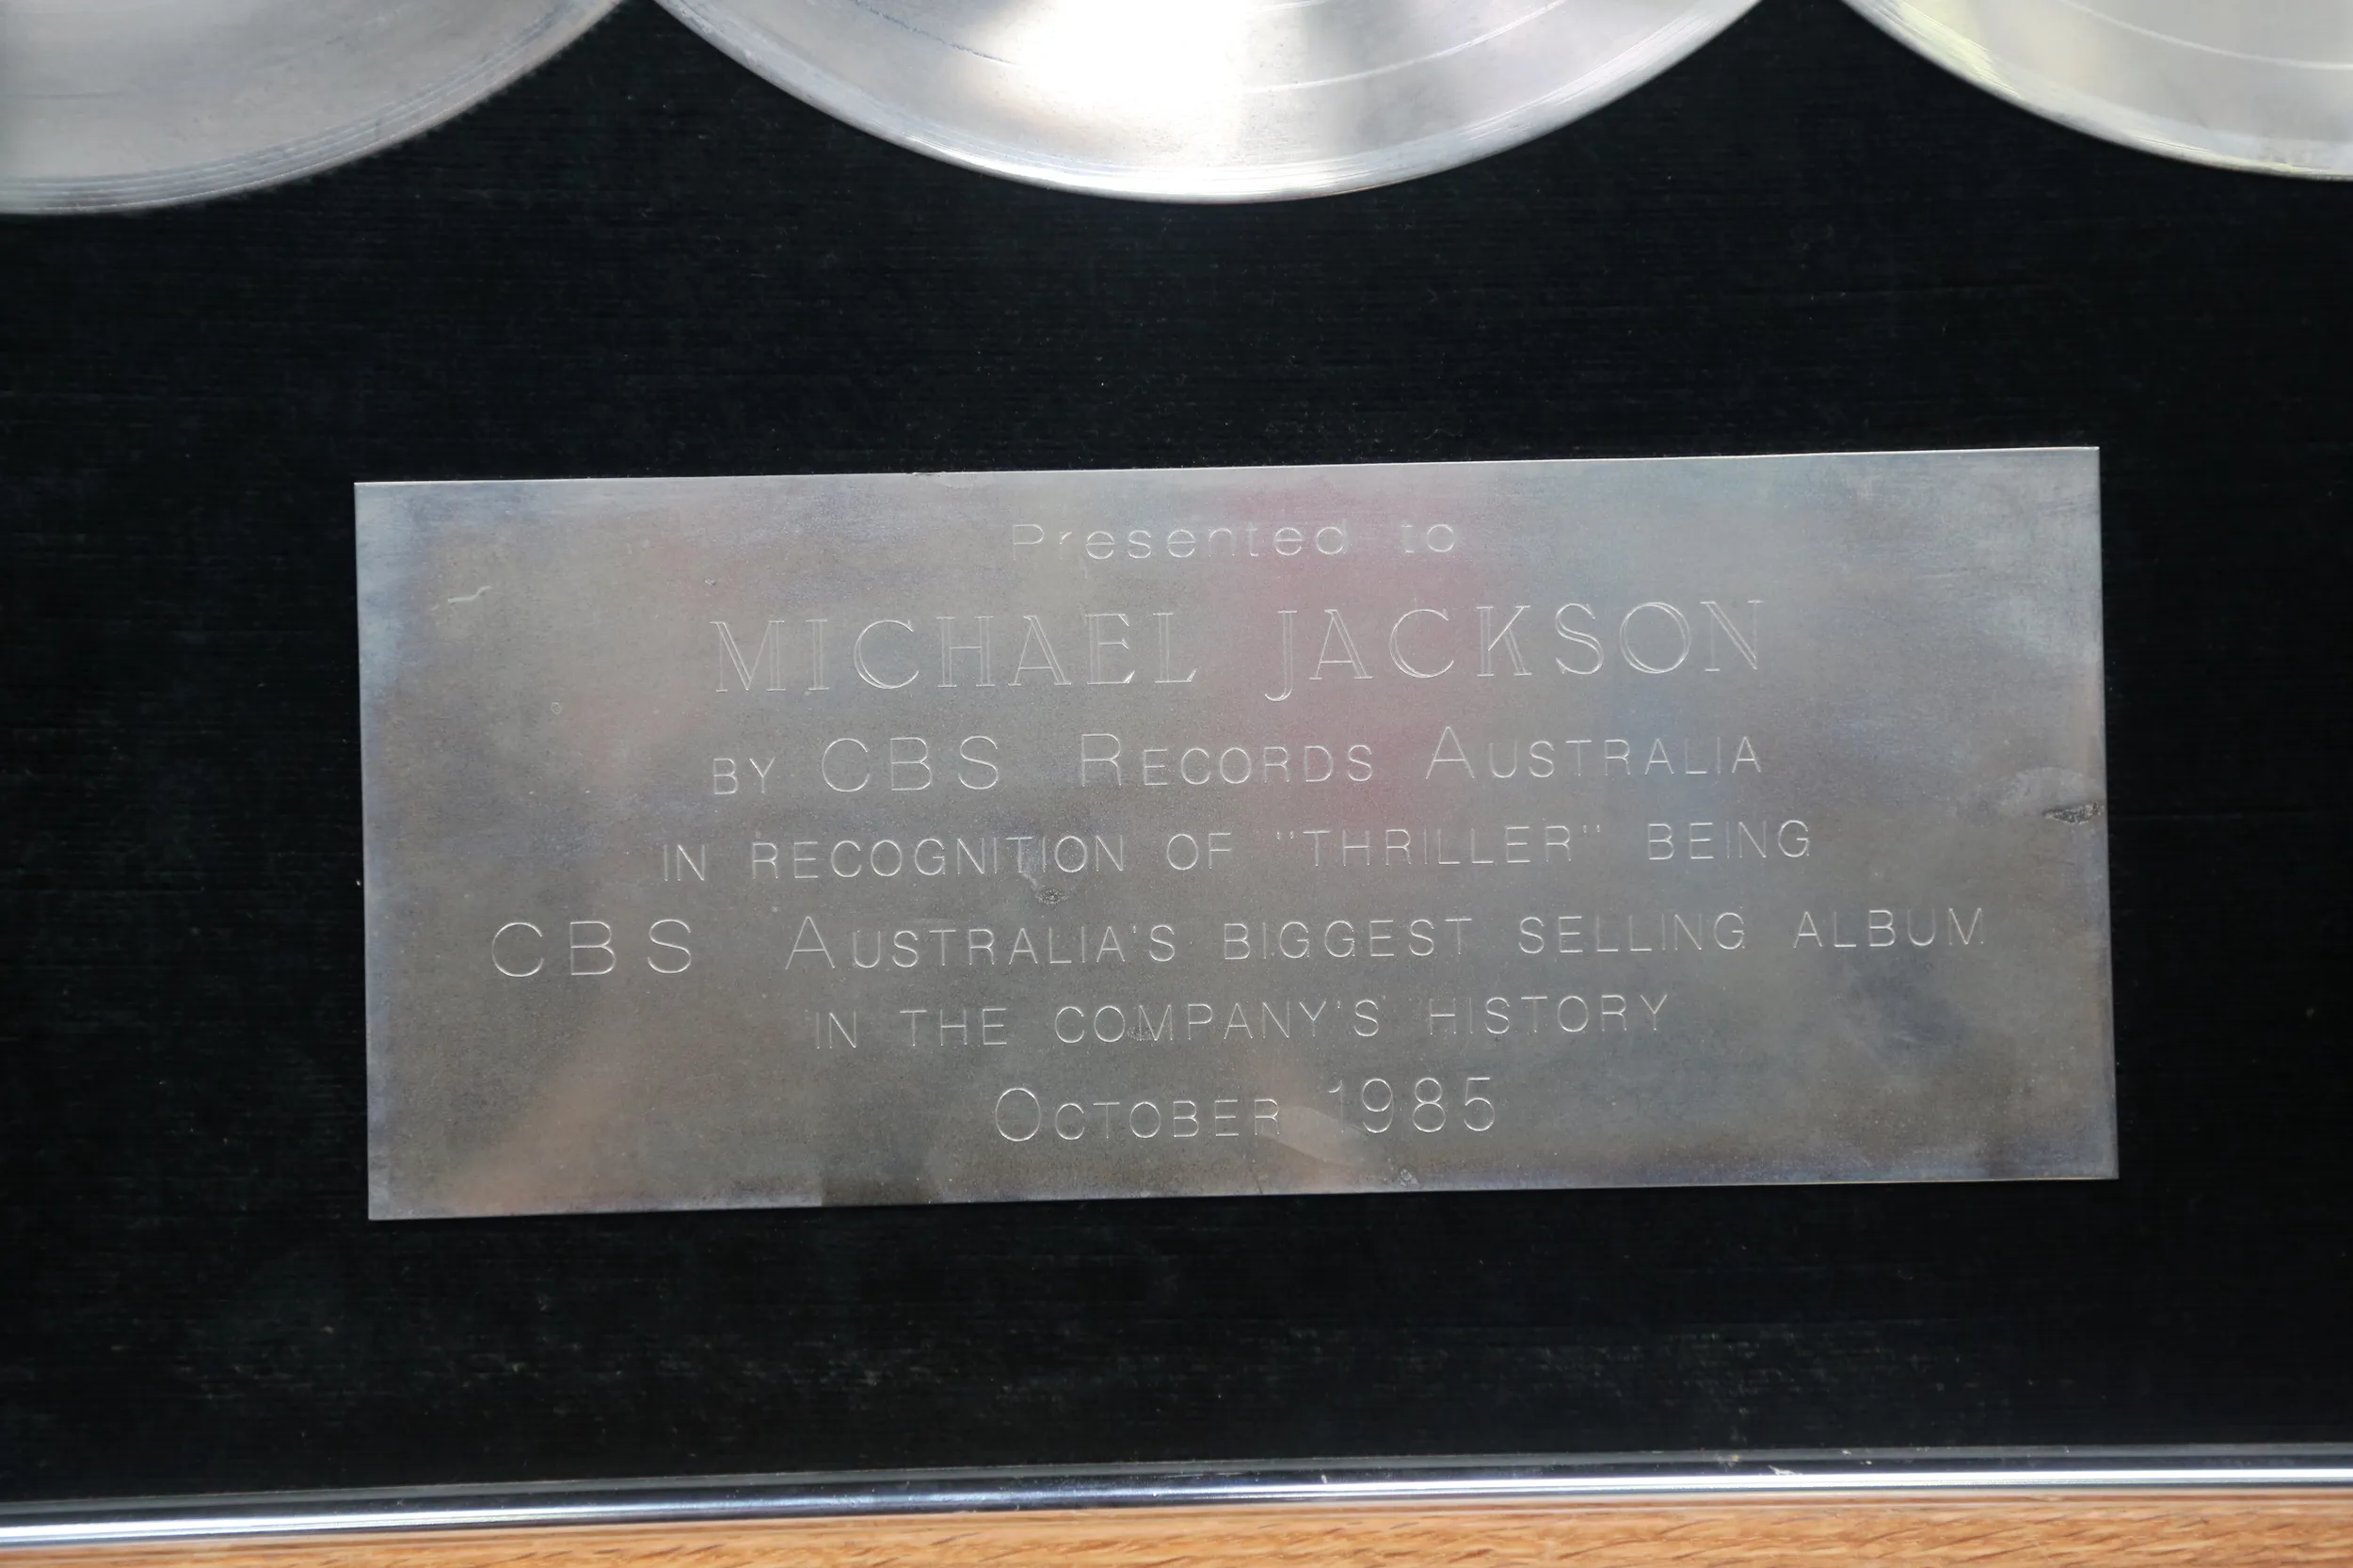 Presented to
MICHAEL JACKSON
BY CBS RECORDS AUSTRALIA
IN RECOGNITION OF "THRILLER" BEING
CBS AUSTRALIA'S BIGGEST SELLING ALBUM
IN THE COMPANY'S HISTORY
OCTOBER 1985